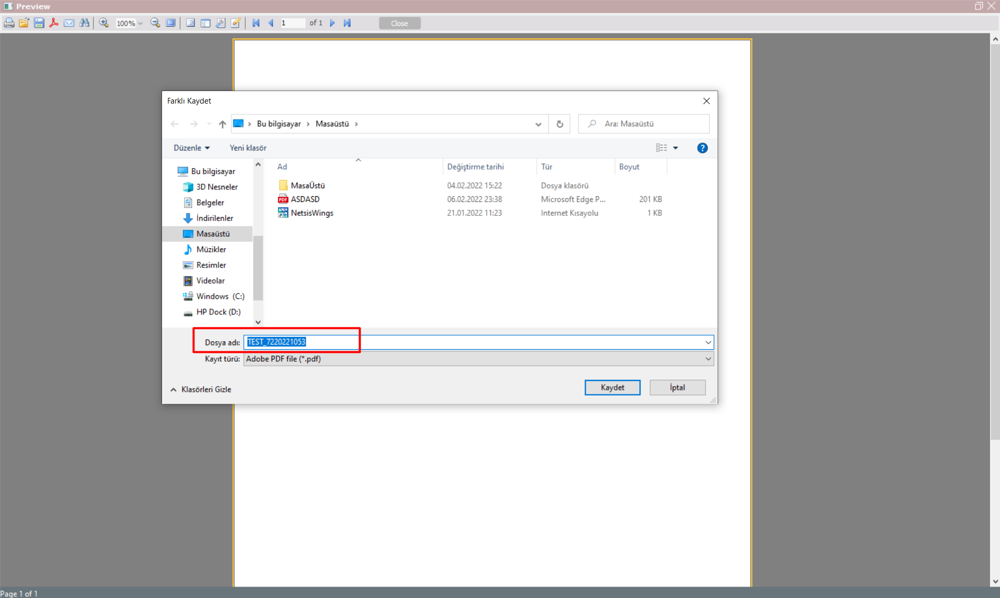 Preview
100%
1 of 1
Close
Farklı Kaydet
Bu bilgisayar > Masaüstü >
Ara: Masaüstü
Düzenle
Yeni klasör
Ad
Değiştirme tarihi
Tür
Boyut
Bu bilgisayar
3D Nesneler
Belgeler
İndirilenler
Masaüstü
Müzikler
Resimler
Videolar
Windows (C:)
HP Dock (D:)
MasaÜstü 04.02.2022 15:22 Dosya klasörü
ASDASD 06.02.2022 23:38 Microsoft Edge P... 201 KB
NetsisWings 21.01.2022 11:23 Internet Kısayolu 1 KB
Dosya adı: TEST_7220221053
Kayıt türü: Adobe PDF file (*.pdf)
Klasörleri Gizle
Kaydet
İptal
Page 1 of 1